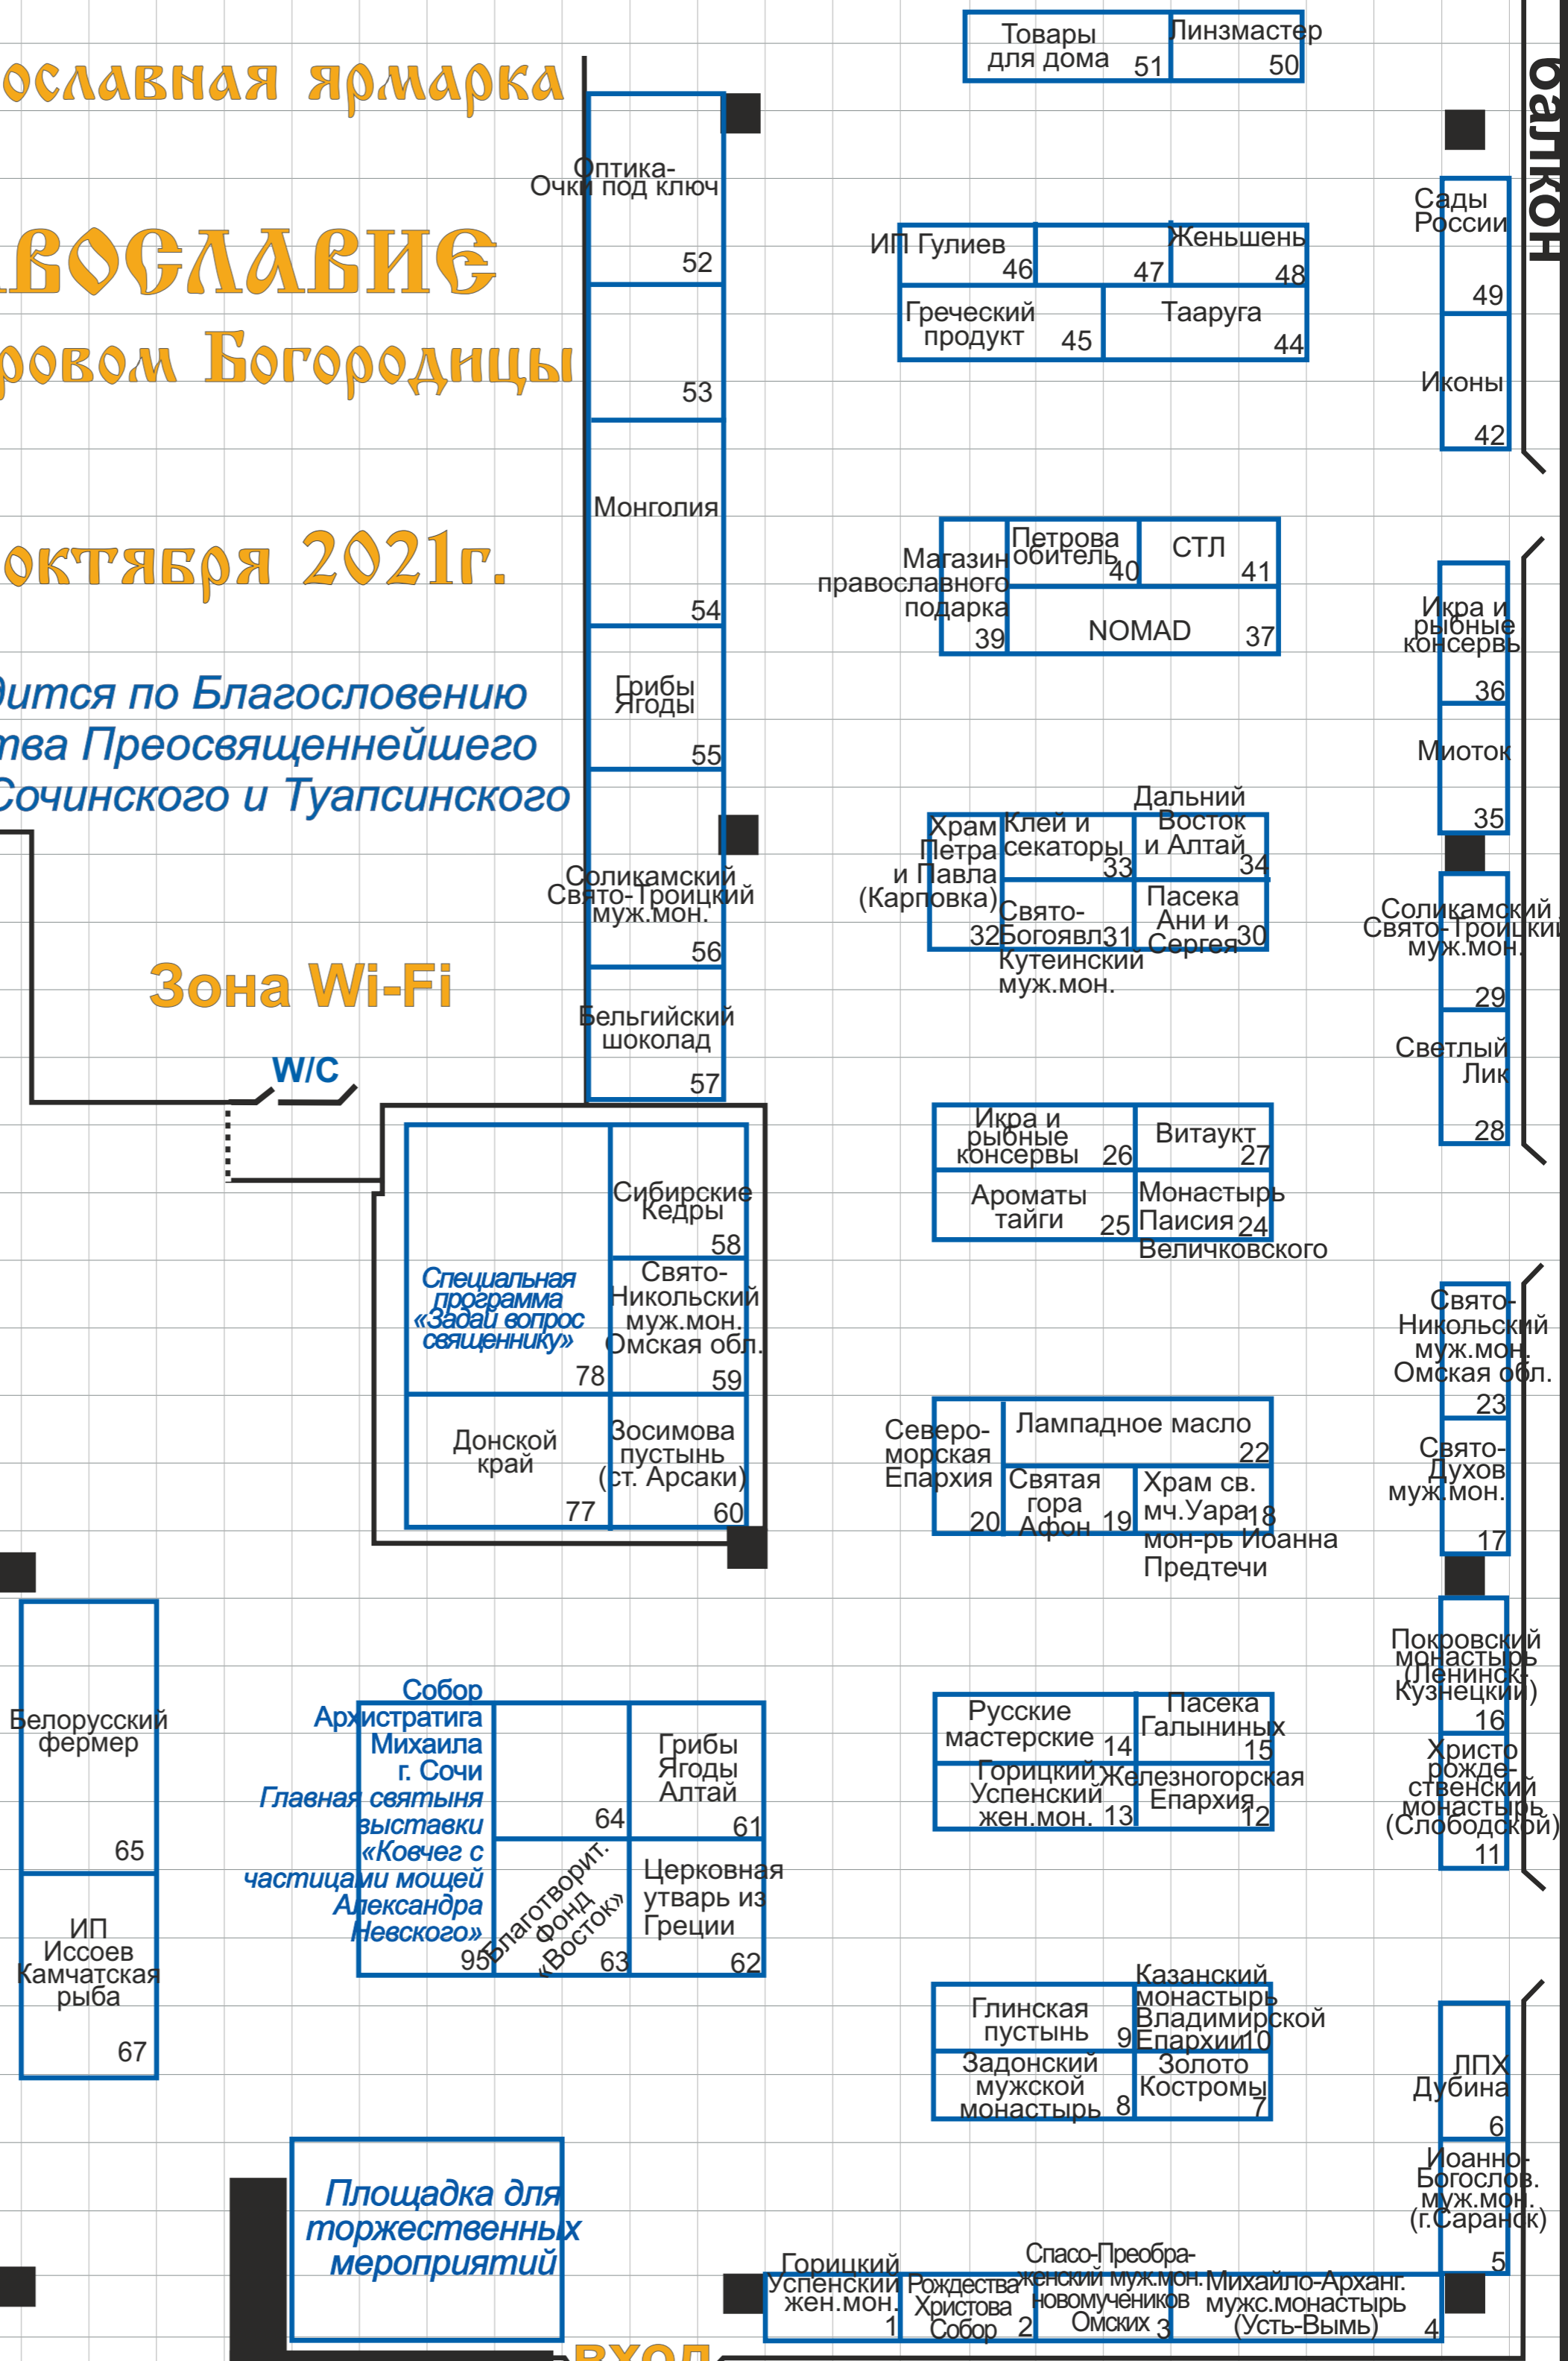 ославная ярмарка
ВОСЛАВИЕ
ровом Богородицы
октября 2021г.
дится по Благословению
тва Преосвященнейшего
Сочинского и Туапсинского
Зона Wi-Fi
W/C
балкон
Товары
для дома
51
Линзмастер
50
Оптика-
Очки под ключ
52
53
Монголия
54
Грибы
Ягоды
55
Соликамский
Свято-Троицкий
муж.мон.
56
Бельгийский
шоколад
57
ИП Гулиев
46
47
Женьшень
48
Греческий
продукт
45
Тааруга
44
Сады
России
49
Иконы
42
Магазин
православного
подарка
39
Петрова
обитель
40
СТЛ
41
NOMAD
37
Икра и
рыбные
консервы
36
Миоток
35
Храм
Петра
и Павла
(Карповка)
32
Клей и
секаторы
33
Дальний
Восток
и Алтай
34
Свято-
Богоявл
31
Кутеинский
муж.мон.
Пасека
Ани и
Сергея
30
Соликамский
Свято-Троицкий
муж.мон.
29
Светлый
Лик
28
Икра и
рыбные
консервы
26
Витаукт
27
Ароматы
тайги
25
Монастырь
Паисия
24
Величковского
Сибирские
Кедры
58
Специальная
программа
«Задай вопрос
священнику»
78
Свято-
Никольский
муж.мон.
Омская обл.
59
Донской
край
77
Зосимова
пустынь
(ст. Арсаки)
60
Свято-
Никольский
муж.мон.
Омская обл.
23
Свято-
Духов
муж.мон.
17
Северо-
морская
Епархия
20
Лампадное масло
22
Святая
гора
Афон
19
Храм св.
мч.Уара
18
мон-рь Иоанна
Предтечи
Покровский
монастырь
(Ленинск-
Кузнецкий)
16
Христо
рожде-
ственский
монастырь
(Слободской)
11
Русские
мастерские
14
Пасека
Галыниных
15
Горицкий
Успенский
жен.мон.
13
Железногорская
Епархия
12
Белорусский
фермер
65
ИП
Иссоев
Камчатская
рыба
67
Собор
Архистратига
Михаила
г. Сочи
Главная святыня
выставки
«Ковчег с
частицами мощей
Александра
Невского»
95
64
Грибы
Ягоды
Алтай
61
Благотворит.
Фонд
«Восток»
63
Церковная
утварь из
Греции
62
Глинская
пустынь
9
Казанский
монастырь
Владимирской
Епархии
10
Задонский
мужской
монастырь
8
Золото
Костромы
7
ЛПХ
Дубина
6
Иоанно-
Богослов.
муж.мон.
(г.Саранск)
5
Площадка для
торжественных
мероприятий
Горицкий
Успенский
жен.мон.
1
Рождества
Христова
Собор
2
Спасо-Преобра-
женский муж.мон.
новомучеников
Омских
3
Михайло-Арханг.
мужс.монастырь
(Усть-Вымь)
4
вход